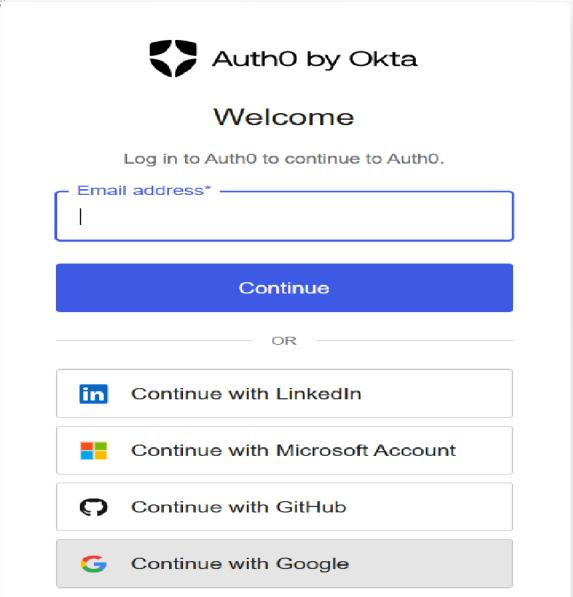 Auth0 by Okta
Welcome
Log in to Auth0 to continue to Auth0.
Email address*
Continue
OR
Continue with LinkedIn
Continue with Microsoft Account
Continue with GitHub
Continue with Google